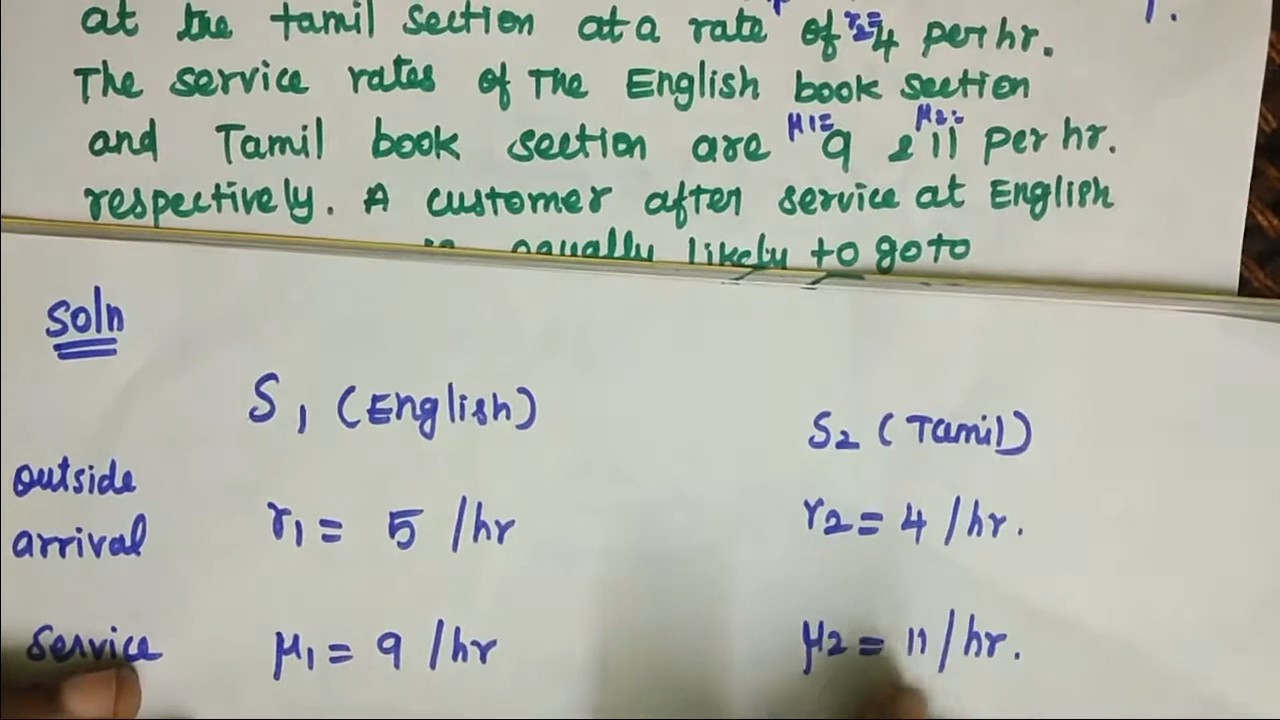 at the tamil section at a rate of r2= 4 per hr.
The service rates of The English book section
μ1= μ2=
and Tamil book section are 9 & 11 per hr.
respectively. A customer after service at English
equally likely to go to
Soln
S1 (English)
S2 (Tamil)
outside
arrival
r1 = 5 /hr
r2 = 4 /hr.
service
μ1 = 9 /hr
μ2 = 11 /hr.